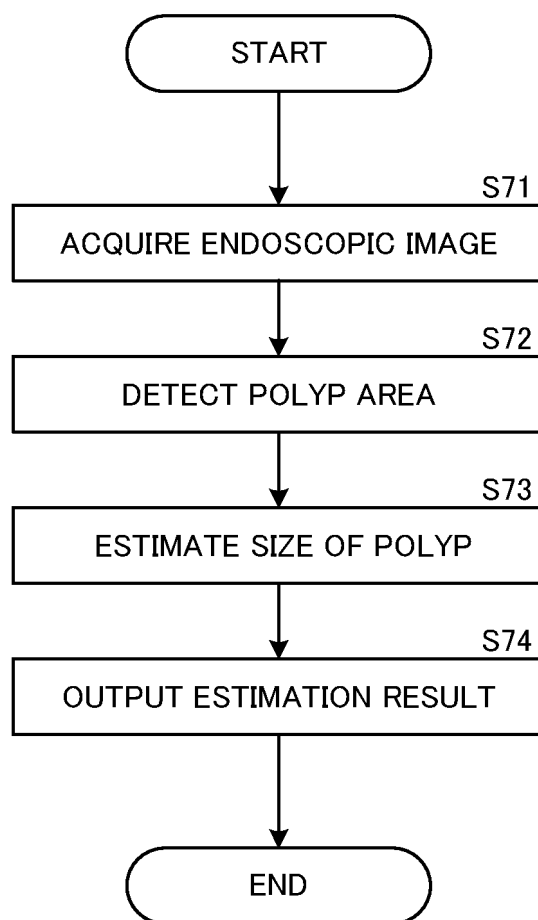 START
S71
ACQUIRE ENDOSCOPIC IMAGE
S72
DETECT POLYP AREA
S73
ESTIMATE SIZE OF POLYP
S74
OUTPUT ESTIMATION RESULT
END